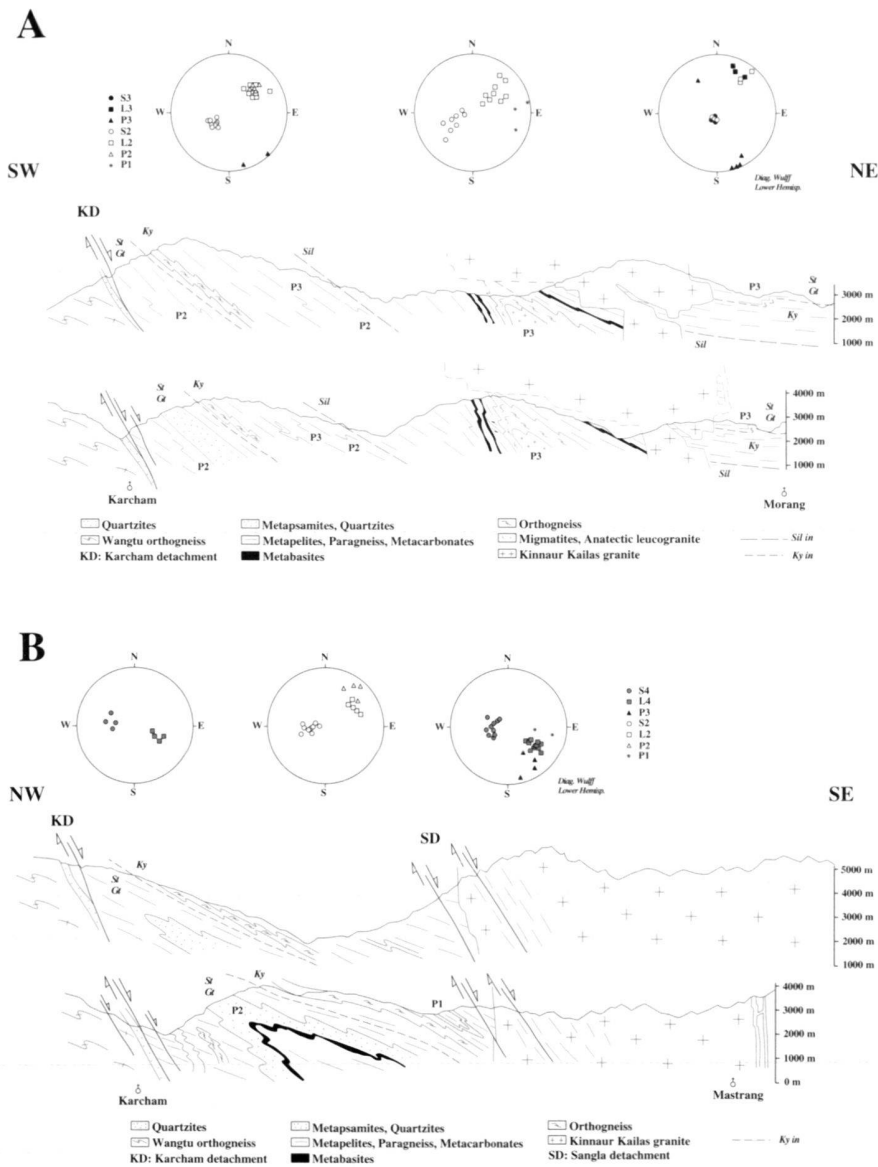 A
N N N
W E W E W E
S S S
S3
L3
P3
S2
L2
P2
P1
Diag. Wulff
Lower Hemisp.
SW NE
KD
St
Gt
Ky
Sil
P3
P2
P2
P3
P3
St
Gt
Ky
Sil
3000 m
2000 m
1000 m
St
Gt
Ky
Sil
P3
P2
P2
P3
P3
St
Gt
Ky
Sil
4000 m
3000 m
2000 m
1000 m
Karcham Morang
Quartzites Metapsamites, Quartzites Orthogneiss
Wangtu orthogneiss Metapelites, Paragneiss, Metacarbonates Migmatites, Anatectic leucogranite Sil in
KD: Karcham detachment Metabasites Kinnaur Kailas granite Ky in
B
N N N
W E W E W E
S S S
S4
L4
P3
S2
L2
P2
P1
Diag. Wulff
Lower Hemisp.
NW SE
KD SD
Ky
St
Gt
5000 m
4000 m
3000 m
2000 m
1000 m
St
Gt
Ky
P2
P1
4000 m
3000 m
2000 m
1000 m
0 m
Karcham Mastrang
Quartzites Metapsamites, Quartzites Orthogneiss
Wangtu orthogneiss Metapelites, Paragneiss, Metacarbonates Kinnaur Kailas granite Ky in
KD: Karcham detachment Metabasites SD: Sangla detachment